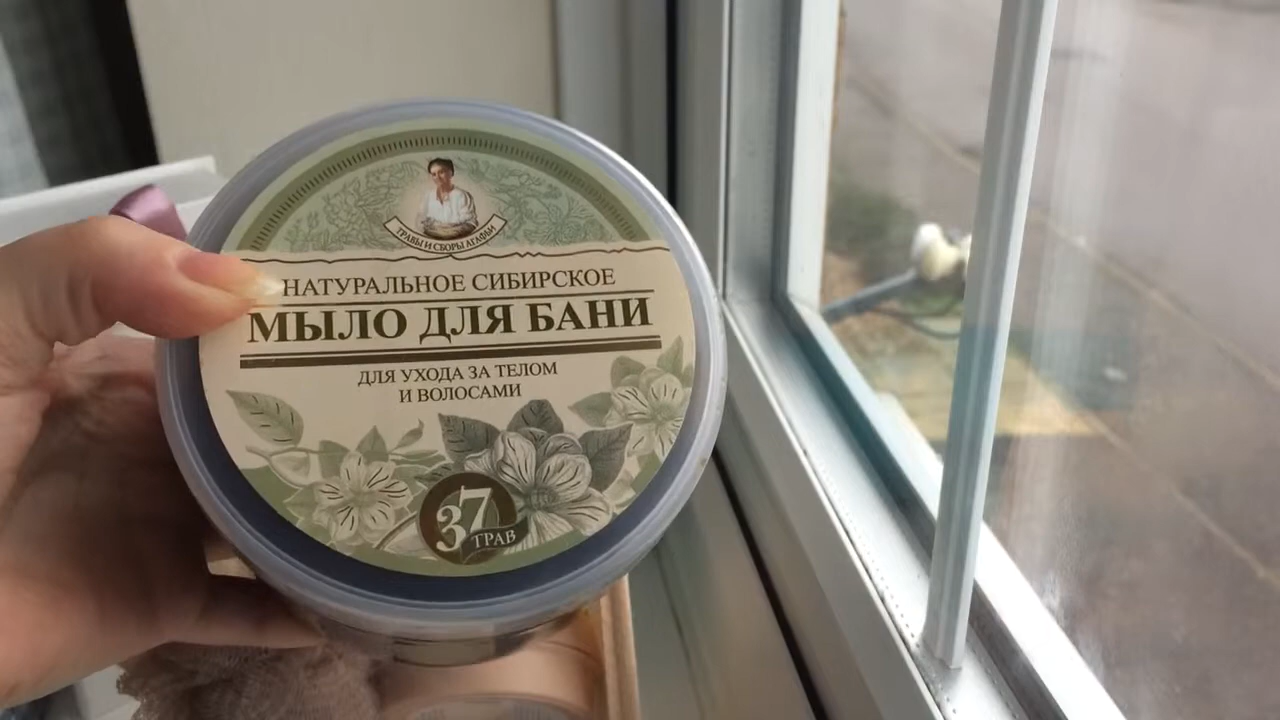 ТРАВЫ И СБОРЫ АГАФЬИ
НАТУРАЛЬНОЕ СИБИРСКОЕ
МЫЛО ДЛЯ БАНИ
ДЛЯ УХОДА ЗА ТЕЛОМ
И ВОЛОСАМИ
37
ТРАВ